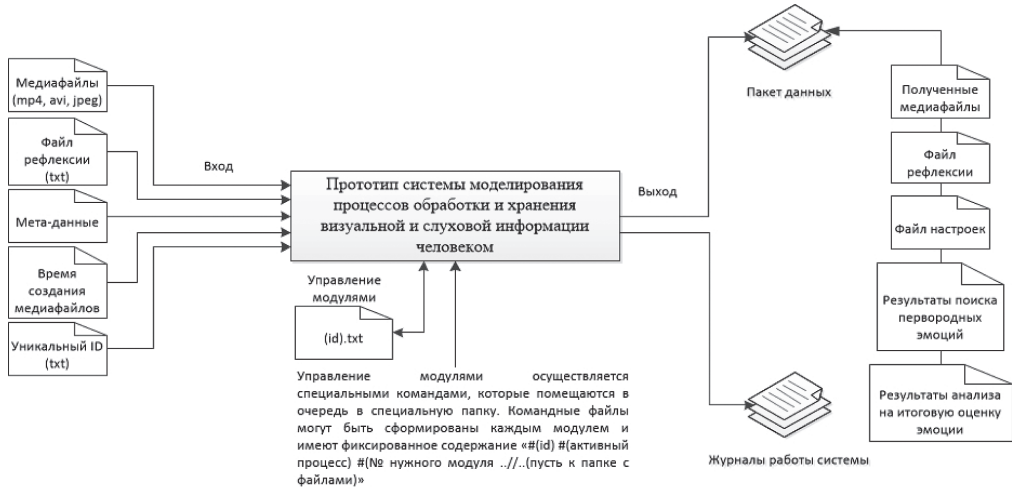 Медиафайлы
(mp4, avi, jpeg)
Файл
рефлексии
(txt)
Мета-данные
Время
создания
медиафайлов
Уникальный ID
(txt)
Вход
Прототип системы моделирования
процессов обработки и хранения
визуальной и слуховой информации
человеком
Управление
модулями
(id).txt
Управление модулями осуществляется
специальными командами, которые помещаются в
очередь в специальную папку. Командные файлы
могут быть сформированы каждым модулем и
имеют фиксированное содержание «#(id) #(активный
процесс) #(№ нужного модуля ..//..(пусть к папке с
файлами)»
Выход
Пакет данных
Журналы работы системы
Полученные
медиафайлы
Файл
рефлексии
Файл настроек
Результаты поиска
первородных
эмоций
Результаты анализа
на итоговую оценку
эмоции